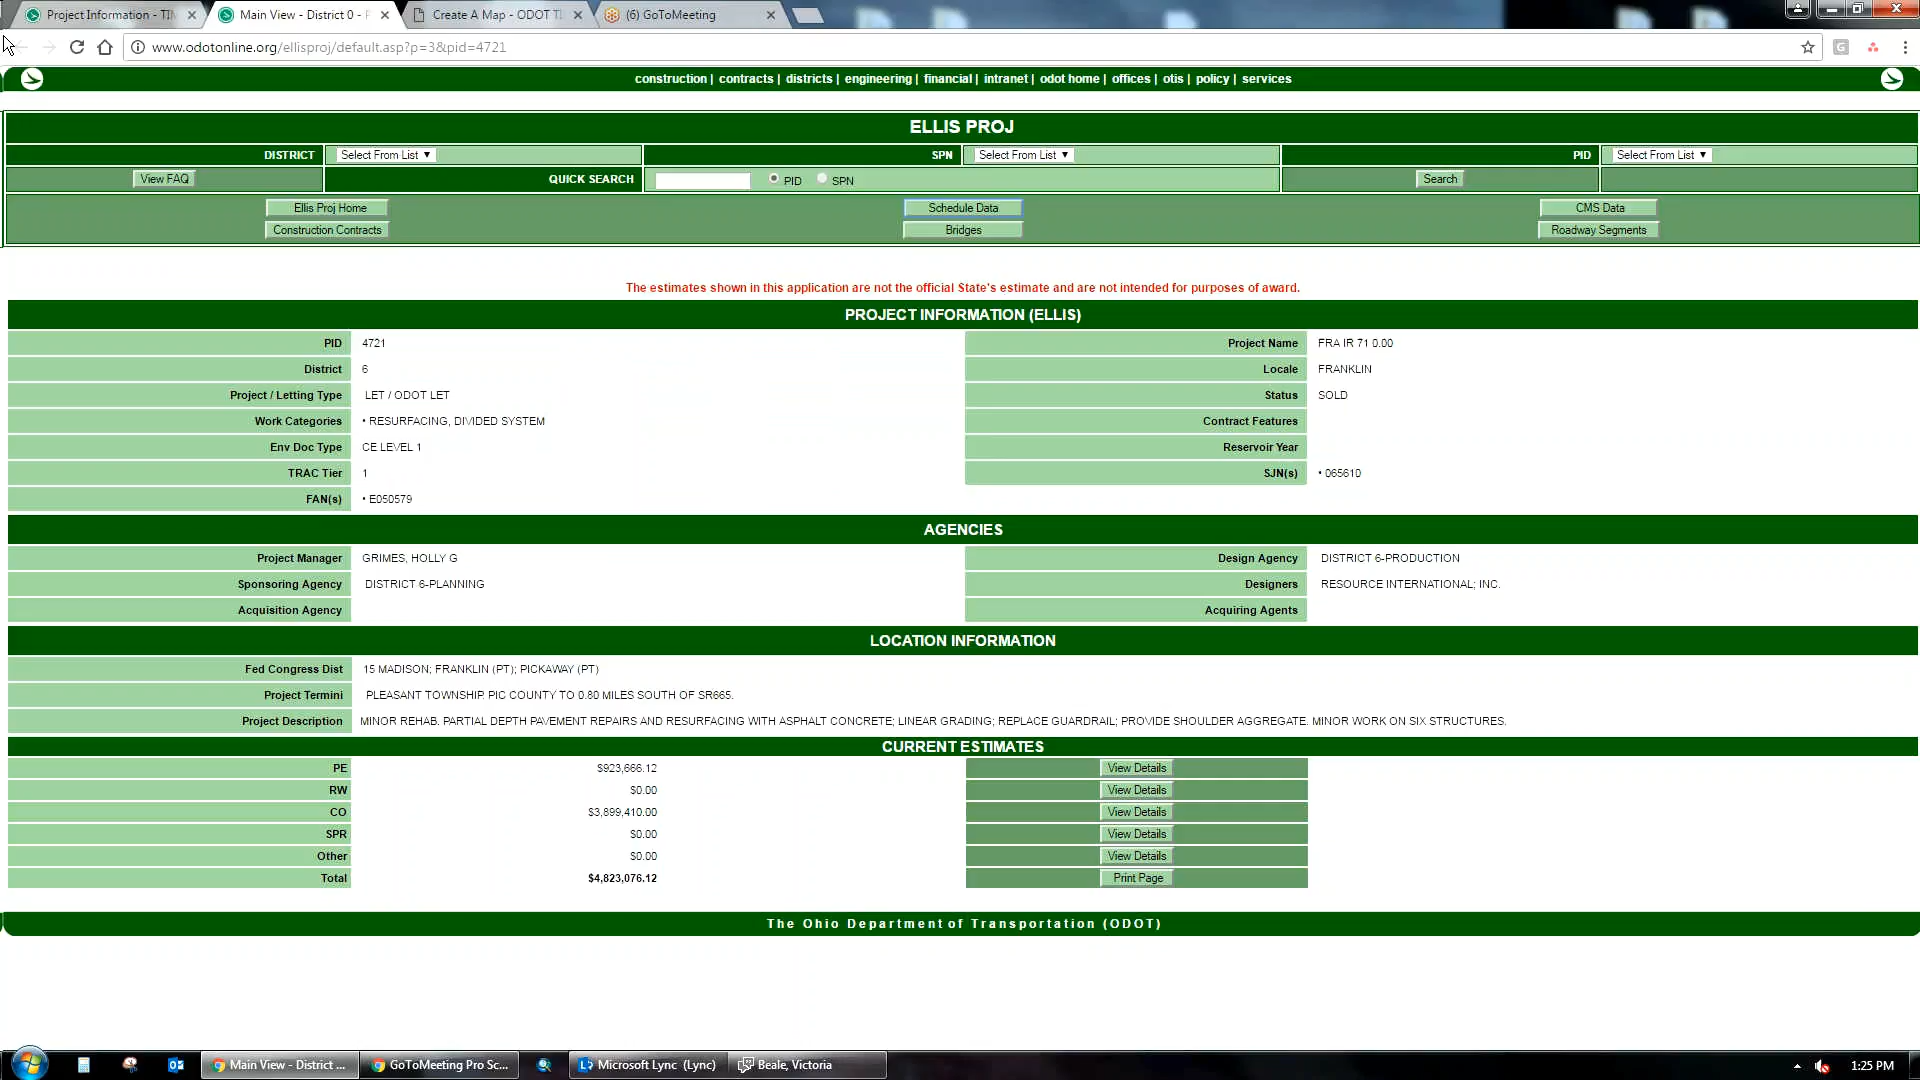 Project Information - TIM
Main View - District 0 - P
Create A Map - ODOT TI
(6) GoToMeeting
www.odotonline.org/ellisproj/default.asp?p=3&pid=4721
construction | contracts | districts | engineering | financial | intranet | odot home | offices | otis | policy | services
ELLIS PROJ
DISTRICT Select From List SPN Select From List PID Select From List
View FAQ QUICK SEARCH PID SPN Search
Ellis Proj Home Schedule Data CMS Data
Construction Contracts Bridges Roadway Segments
The estimates shown in this application are not the official State's estimate and are not intended for purposes of award.
PROJECT INFORMATION (ELLIS)
PID 4721 Project Name FRA IR 71 0.00
District 6 Locale FRANKLIN
Project / Letting Type LET / ODOT LET Status SOLD
Work Categories • RESURFACING, DIVIDED SYSTEM Contract Features
Env Doc Type CE LEVEL 1 Reservoir Year
TRAC Tier 1 SJN(s) • 065610
FAN(s) • E050579
AGENCIES
Project Manager GRIMES, HOLLY G Design Agency DISTRICT 6-PRODUCTION
Sponsoring Agency DISTRICT 6-PLANNING Designers RESOURCE INTERNATIONAL; INC.
Acquisition Agency Acquiring Agents
LOCATION INFORMATION
Fed Congress Dist 15 MADISON; FRANKLIN (PT); PICKAWAY (PT)
Project Termini PLEASANT TOWNSHIP. PIC COUNTY TO 0.80 MILES SOUTH OF SR665.
Project Description MINOR REHAB. PARTIAL DEPTH PAVEMENT REPAIRS AND RESURFACING WITH ASPHALT CONCRETE; LINEAR GRADING; REPLACE GUARDRAIL; PROVIDE SHOULDER AGGREGATE. MINOR WORK ON SIX STRUCTURES.
CURRENT ESTIMATES
PE $923,666.12 View Details
RW $0.00 View Details
CO $3,899,410.00 View Details
SPR $0.00 View Details
Other $0.00 View Details
Total $4,823,076.12 Print Page
The Ohio Department of Transportation (ODOT)
Main View - District ...
GoToMeeting Pro Sc...
Microsoft Lync (Lync)
Beale, Victoria
1:25 PM